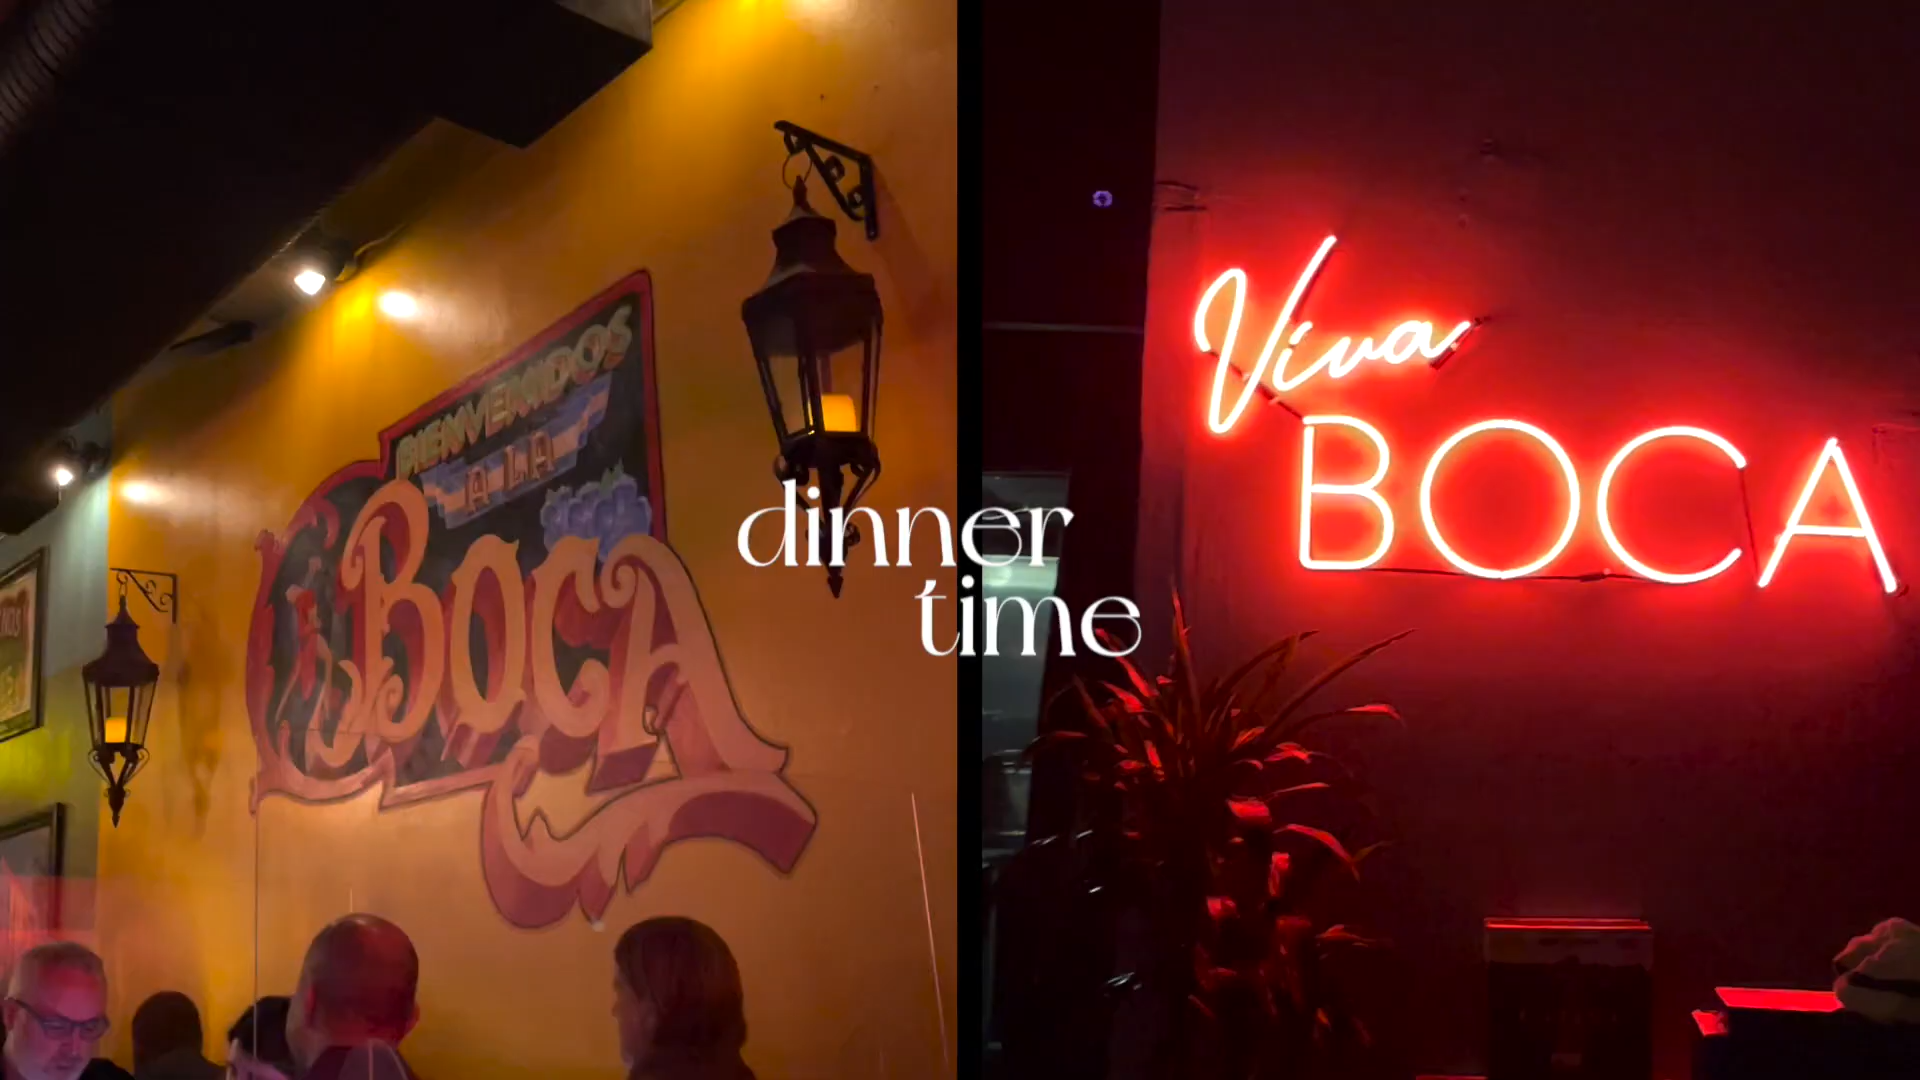 BIENVENIDOS
A LA
BOCA
dinner
time
Viva
BOCA